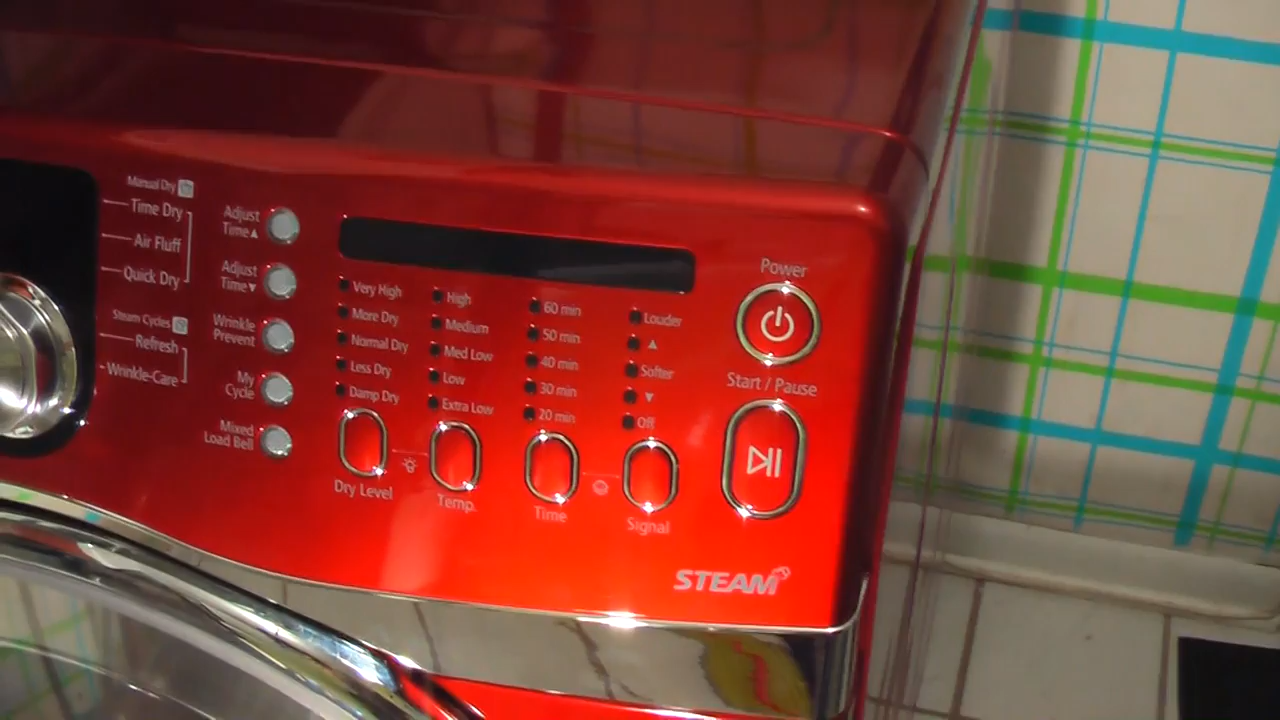 Manual Dry
Time Dry
Air Fluff
Quick Dry
Steam Cycles
Refresh
Wrinkle-Care
Adjust
Time▲
Adjust
Time▼
Wrinkle
Prevent
My
Cycle
Mixed
Load Bell
Very High
More Dry
Normal Dry
Less Dry
Damp Dry
Dry Level
High
Medium
Med Low
Low
Extra Low
Temp.
60 min
50 min
40 min
30 min
20 min
Time
Louder
▲
Softer
▼
Off
Signal
Power
Start / Pause
STEAM